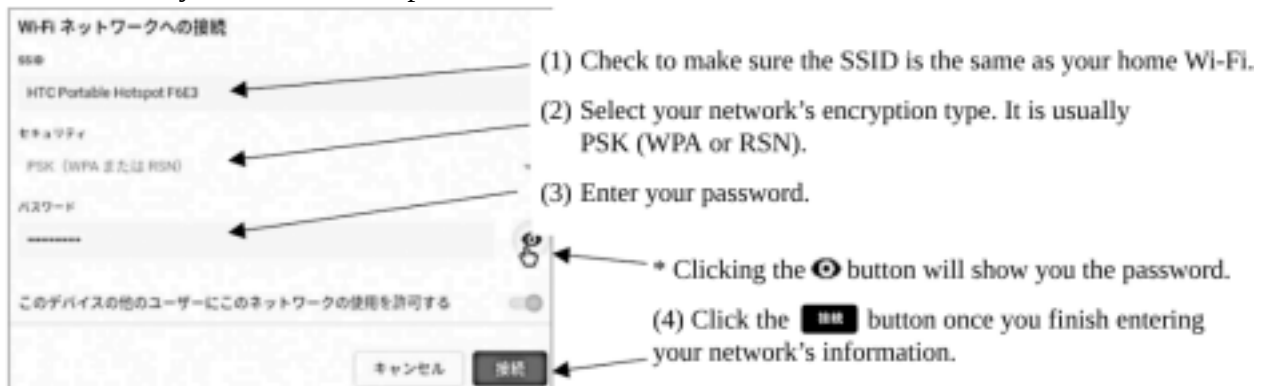 Wi-Fi ネットワークへの接続
SSID
HTC Portable Hotspot F6E3
セキュリティ
PSK（WPA または RSN）
パスワード
このデバイスの他のユーザーにこのネットワークの使用を許可する
キャンセル
接続
(1) Check to make sure the SSID is the same as your home Wi-Fi.
(2) Select your network’s encryption type. It is usually
PSK (WPA or RSN).
(3) Enter your password.
* Clicking the button will show you the password.
(4) Click the 接続 button once you finish entering
your network’s information.